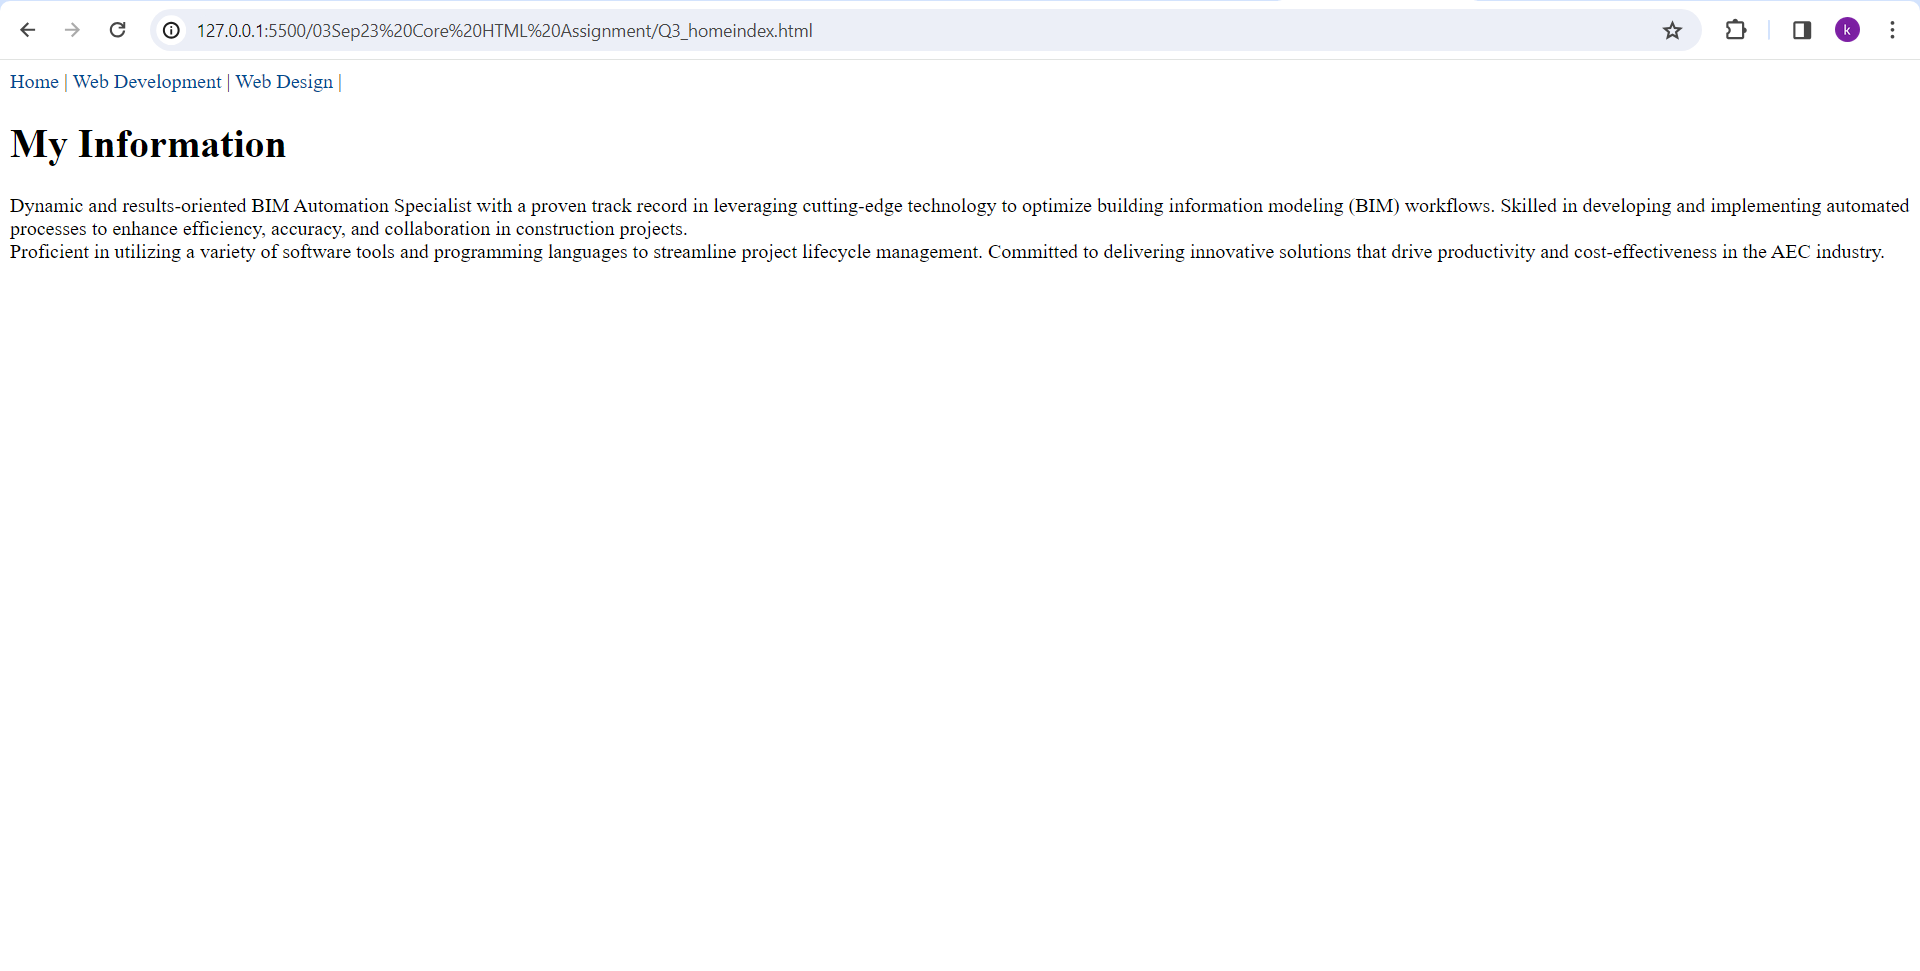 127.0.0.1:5500/03Sep23%20Core%20HTML%20Assignment/Q3_homeindex.html
k
Home | Web Development | Web Design |
My Information
Dynamic and results-oriented BIM Automation Specialist with a proven track record in leveraging cutting-edge technology to optimize building information modeling (BIM) workflows. Skilled in developing and implementing automated
processes to enhance efficiency, accuracy, and collaboration in construction projects.
Proficient in utilizing a variety of software tools and programming languages to streamline project lifecycle management. Committed to delivering innovative solutions that drive productivity and cost-effectiveness in the AEC industry.